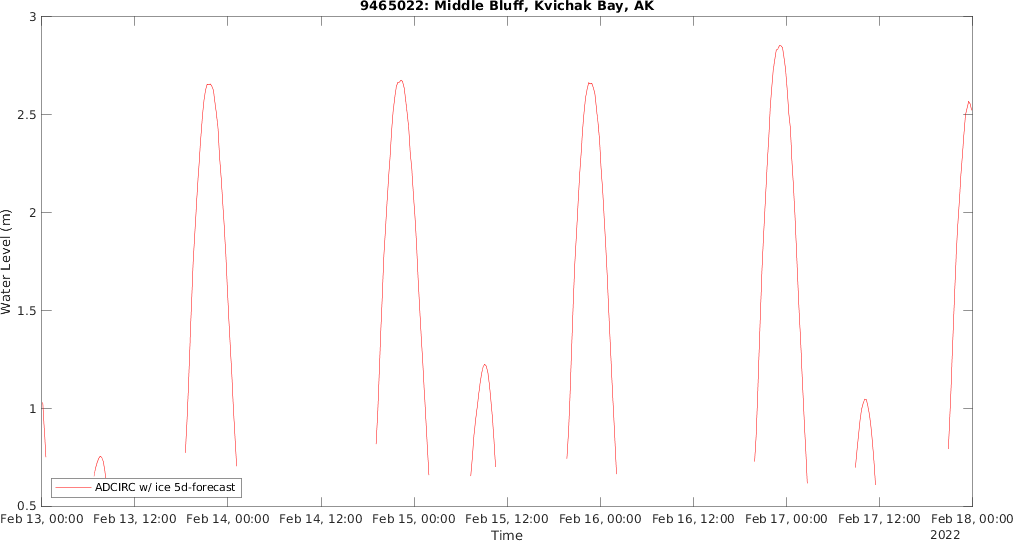 9465022: Middle Bluff, Kvichak Bay, AK
3
2.5
2
1.5
1
0.5
Water Level (m)
ADCIRC w/ ice 5d-forecast
Feb 13, 00:00 Feb 13, 12:00 Feb 14, 00:00 Feb 14, 12:00 Feb 15, 00:00 Feb 15, 12:00 Feb 16, 00:00 Feb 16, 12:00 Feb 17, 00:00 Feb 17, 12:00 Feb 18, 00:00
Time
2022